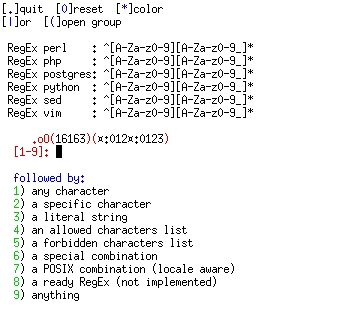 [.]quit [0]reset [*]color
[|]or [(]open group
RegEx perl : ^[A-Za-z0-9][A-Za-z0-9_]*
RegEx php : ^[A-Za-z0-9][A-Za-z0-9_]*
RegEx postgres: ^[A-Za-z0-9][A-Za-z0-9_]*
RegEx python : ^[A-Za-z0-9][A-Za-z0-9_]*
RegEx sed : ^[A-Za-z0-9][A-Za-z0-9_]*
RegEx vim : ^[A-Za-z0-9][A-Za-z0-9_]*
.oO(16163)(¤:012¤:0123)
[1-9]:
followed by:
1) any character
2) a specific character
3) a literal string
4) an allowed characters list
5) a forbidden characters list
6) a special combination
7) a POSIX combination (locale aware)
8) a ready RegEx (not implemented)
9) anything